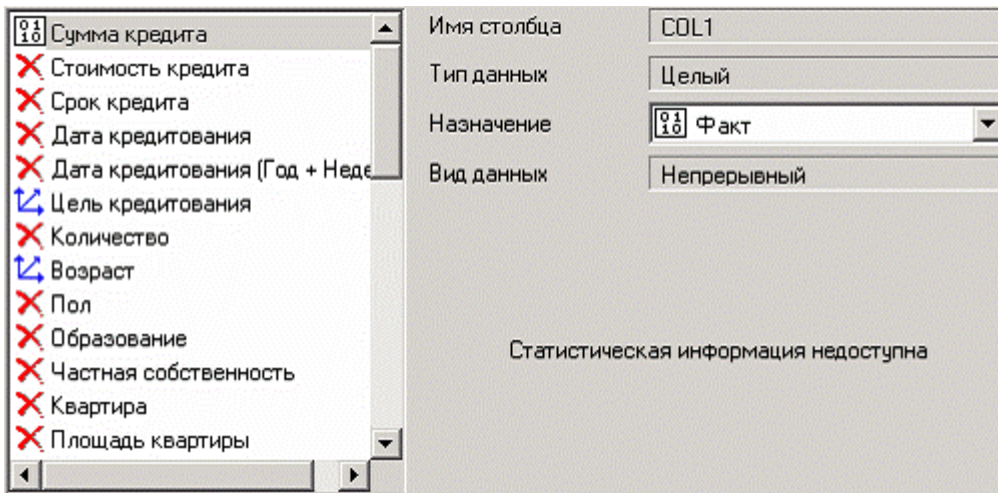 Сумма кредита
Стоимость кредита
Срок кредита
Дата кредитования
Дата кредитования (Год + Неде
Цель кредитования
Количество
Возраст
Пол
Образование
Частная собственность
Квартира
Площадь квартиры
Имя столбца COL1
Тип данных Целый
Назначение Факт
Вид данных Непрерывный
Статистическая информация недоступна